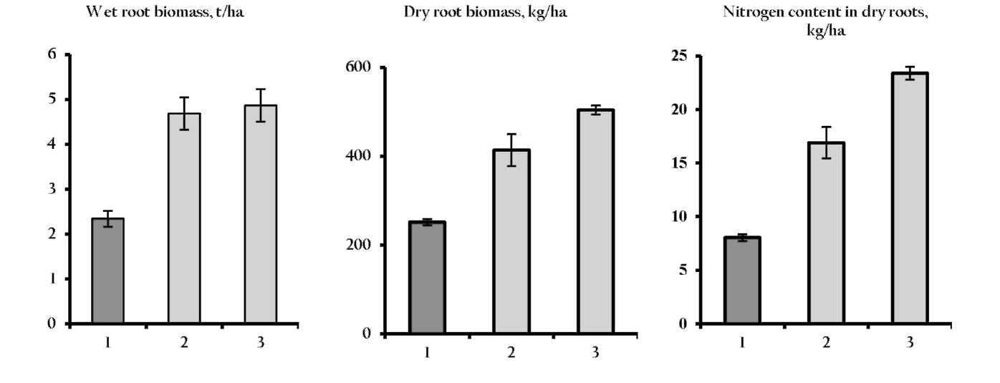 Wet root biomass, t/ha
6
5
4
3
2
1
0
1 2 3
Dry root biomass, kg/ha
600
400
200
0
1 2 3
Nitrogen content in dry roots,
kg/ha
25
20
15
10
5
0
1 2 3